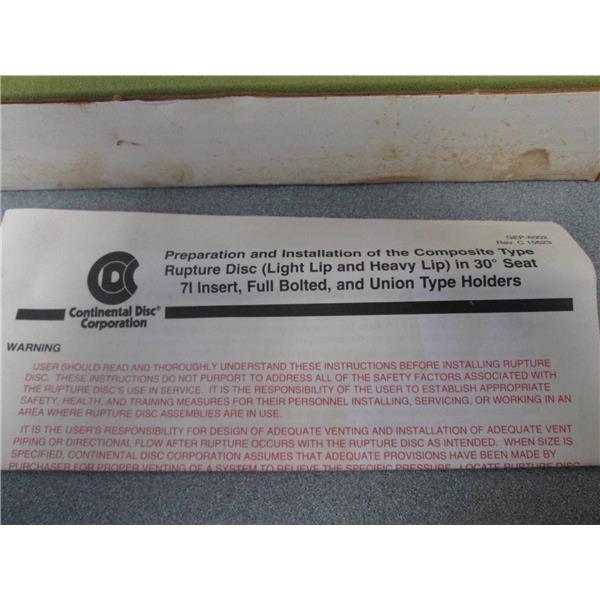 GEP-6002
Rev. C 15623
CDC
Continental Disc®
Corporation
Preparation and Installation of the Composite Type
Rupture Disc (Light Lip and Heavy Lip) in 30° Seat
7I Insert, Full Bolted, and Union Type Holders
WARNING
USER SHOULD READ AND THOROUGHLY UNDERSTAND THESE INSTRUCTIONS BEFORE INSTALLING RUPTURE
DISC. THESE INSTRUCTIONS DO NOT PURPORT TO ADDRESS ALL OF THE SAFETY FACTORS ASSOCIATED WITH
THE RUPTURE DISC'S USE IN SERVICE. IT IS THE RESPONSIBILITY OF THE USER TO ESTABLISH APPROPRIATE
SAFETY, HEALTH, AND TRAINING MEASURES FOR THEIR PERSONNEL INSTALLING, SERVICING, OR WORKING IN AN
AREA WHERE RUPTURE DISC ASSEMBLIES ARE IN USE.
IT IS THE USER'S RESPONSIBILITY FOR DESIGN OF ADEQUATE VENTING AND INSTALLATION OF ADEQUATE VENT
PIPING OR DIRECTIONAL FLOW AFTER RUPTURE OCCURS WITH THE RUPTURE DISC AS INTENDED. WHEN SIZE IS
SPECIFIED, CONTINENTAL DISC CORPORATION ASSUMES THAT ADEQUATE PROVISIONS HAVE BEEN MADE BY
PURCHASER FOR PROPER VENTING OF A SYSTEM TO RELIEVE THE SPECIFIC PRESSURE. LOCATE RUPTURE DISC